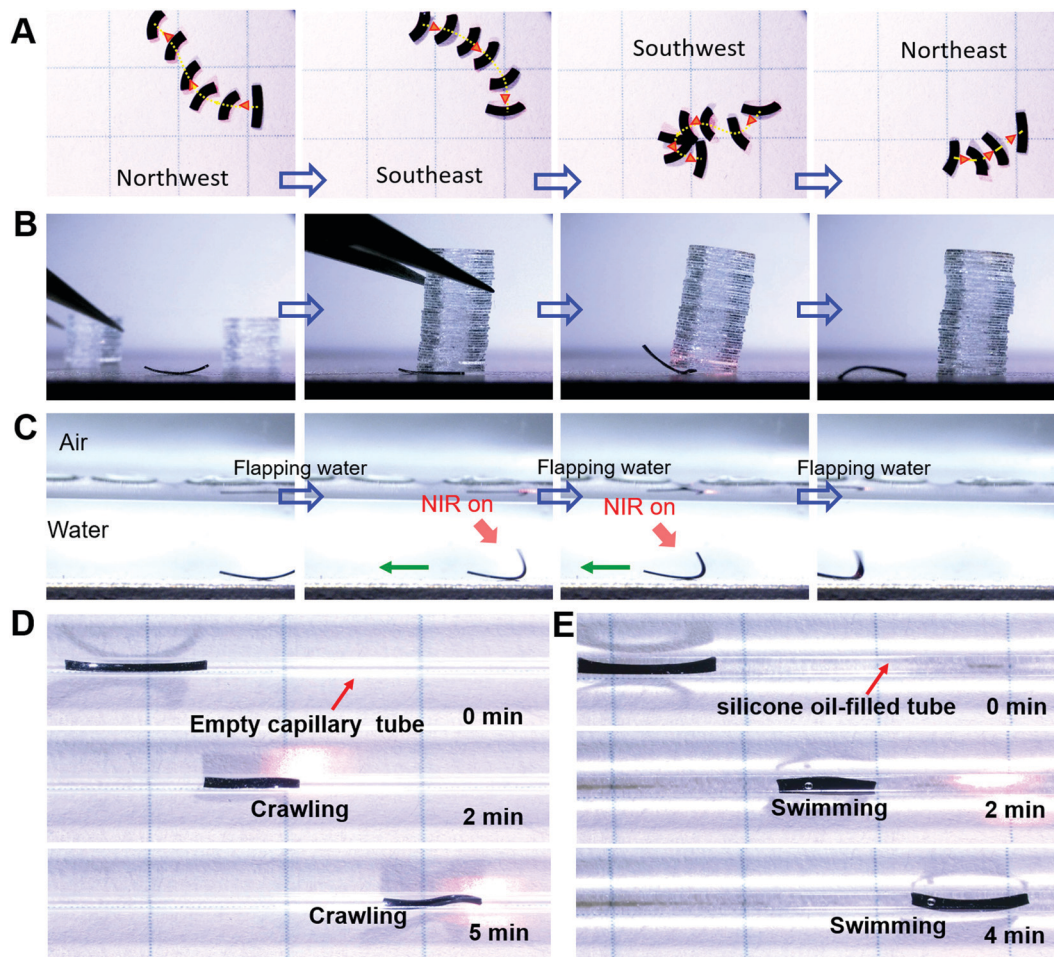 A
Northwest
Southeast
Southwest
Northeast
B
C
Air
Flapping water
Flapping water
Flapping water
NIR on
NIR on
Water
D
Empty capillary tube
0 min
Crawling
2 min
Crawling
5 min
E
silicone oil-filled tube
0 min
Swimming
2 min
Swimming
4 min